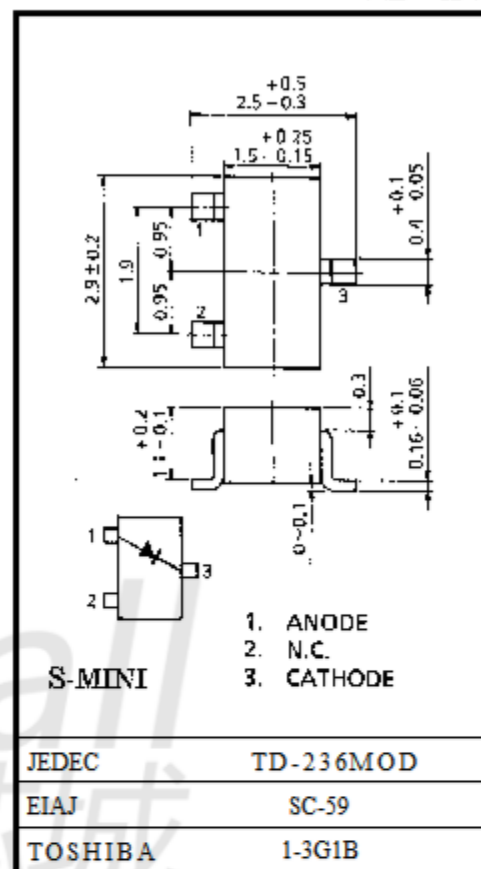 +0.5
2.5 -0.3
+0.25
1.5 - 0.15
2.9±0.2
1.9
0.95
0.95
1
2
3
+0.1
0.4 0.05
+0.2
1.1-0.1
0.3
+0.1
0.16- 0.06
0~0.1
1
2
3
S-MINI
1. ANODE
2. N.C.
3. CATHODE
JEDEC TD-236MOD
EIAJ SC-59
TOSHIBA 1-3G1B
all